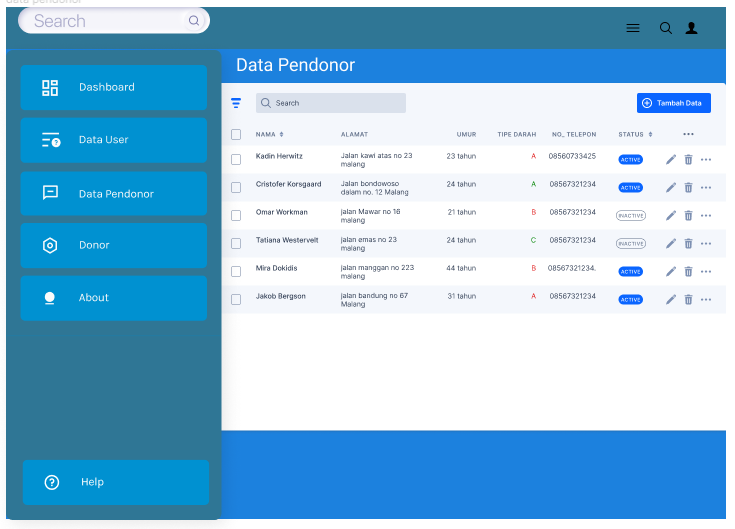 data pendonor
Search
Data Pendonor
Dashboard
Data User
Data Pendonor
Donor
About
Help
Search
Tambah Data
NAMA ALAMAT UMUR TIPE DARAH NO_ TELEPON STATUS
Kadin Herwitz Jalan kawi atas no 23 23 tahun A 08560733425 ACTIVE
malang
Cristofer Korsgaard Jalan bondowoso 24 tahun A 08567321234 ACTIVE
dalam no. 12 Malang
Omar Workman jalan Mawar no 16 21 tahun B 08567321234 INACTIVE
malang
Tatiana Westervelt jalan emas no 23 24 tahun C 08567321234 INACTIVE
malang
Mira Dokidis jalan manggan no 223 44 tahun B 08567321234. ACTIVE
malang
Jakob Bergson jalan bandung no 67 31 tahun A 08567321234 ACTIVE
Malang